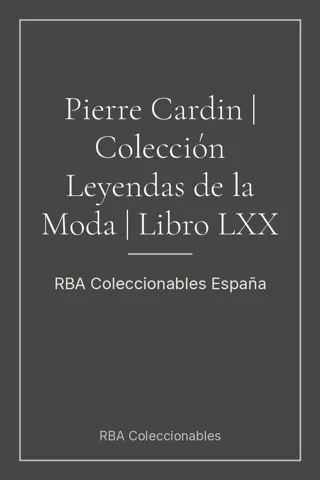 Pierre Cardin |
Colección
Leyendas de la
Moda | Libro LXX
RBA Coleccionables España
RBA Coleccionables